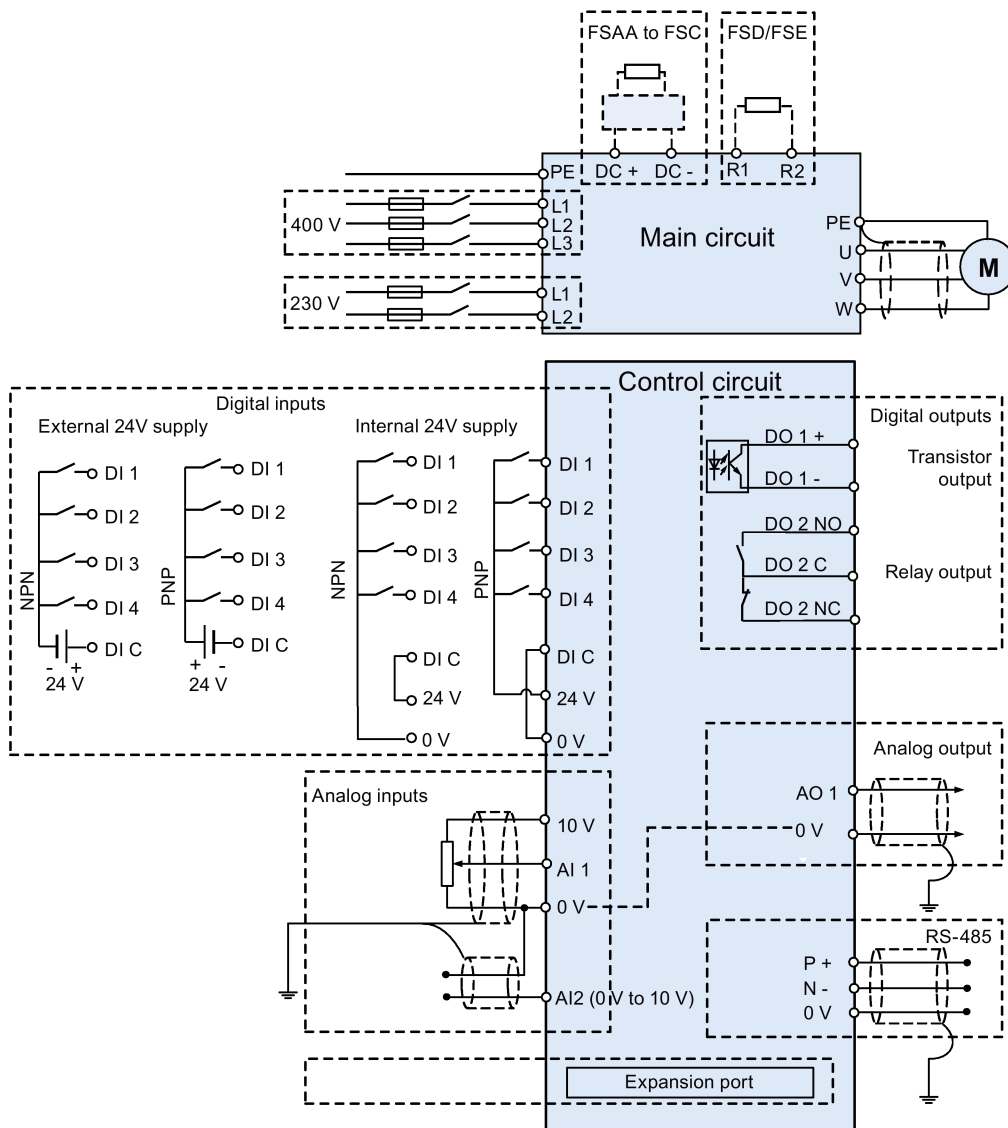 FSAA to FSC
FSD/FSE
PE
DC +
DC -
R1
R2
400 V
L1
L2
L3
Main circuit
PE
U
V
W
M
230 V
L1
L2
Control circuit
Digital inputs
External 24V supply
Internal 24V supply
NPN
DI 1
DI 2
DI 3
DI 4
DI C
- +
24 V
PNP
DI 1
DI 2
DI 3
DI 4
DI C
+ -
24 V
NPN
DI 1
DI 2
DI 3
DI 4
DI C
24 V
0 V
PNP
DI 1
DI 2
DI 3
DI 4
DI C
24 V
0 V
Digital outputs
DO 1 +
Transistor
output
DO 1 -
DO 2 NO
DO 2 C
Relay output
DO 2 NC
Analog inputs
10 V
AI 1
0 V
AI2 (0 V to 10 V)
Analog output
AO 1
0 V
RS-485
P +
N -
0 V
Expansion port